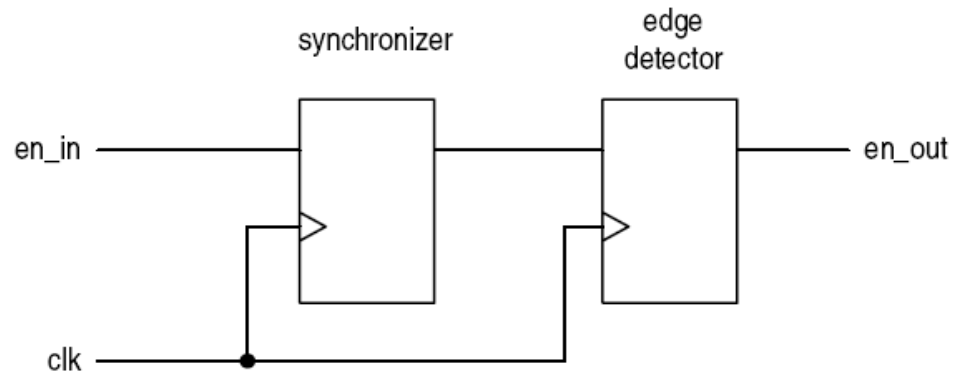 synchronizer
edge
detector
en_in
en_out
clk